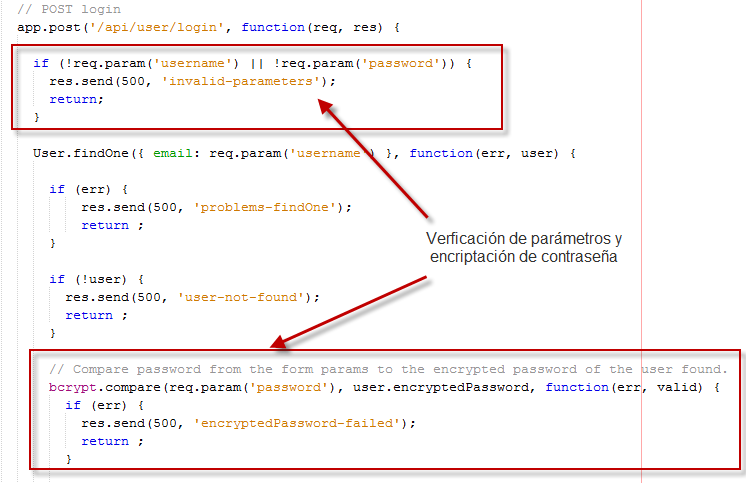 // POST login
app.post('/api/user/login', function(req, res) {
if (!req.param('username') || !req.param('password')) {
res.send(500, 'invalid-parameters');
return;
}
User.findOne({ email: req.param('username') }, function(err, user) {
if (err) {
res.send(500, 'problems-findOne');
return ;
}
Verficación de parámetros y
encriptación de contraseña
if (!user) {
res.send(500, 'user-not-found');
return ;
}
// Compare password from the form params to the encrypted password of the user found.
bcrypt.compare(req.param('password'), user.encryptedPassword, function(err, valid) {
if (err) {
res.send(500, 'encryptedPassword-failed');
return ;
}